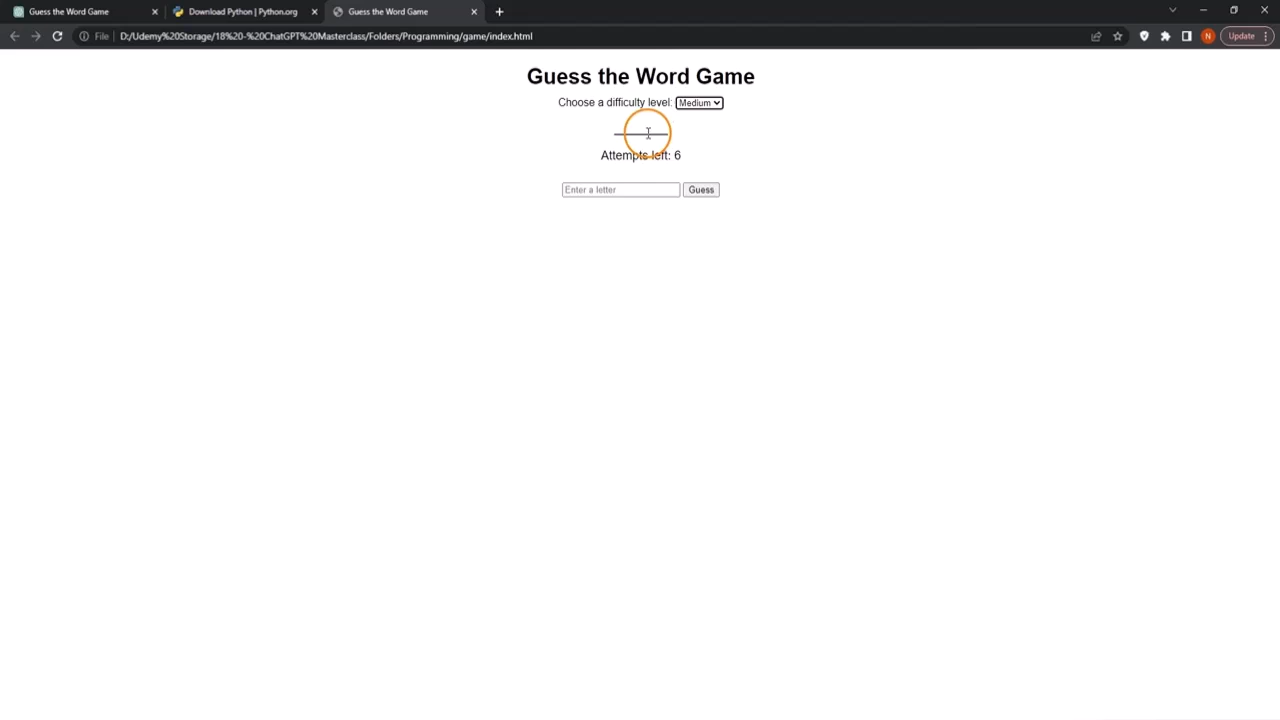 Guess the Word Game
Download Python | Python.org
Guess the Word Game
File
D:/Udemy%20Storage/18%20-%20ChatGPT%20Masterclass/Folders/Programming/game/index.html
N
Update
Guess the Word Game
Choose a difficulty level: Medium
Attempts left: 6
Enter a letter
Guess